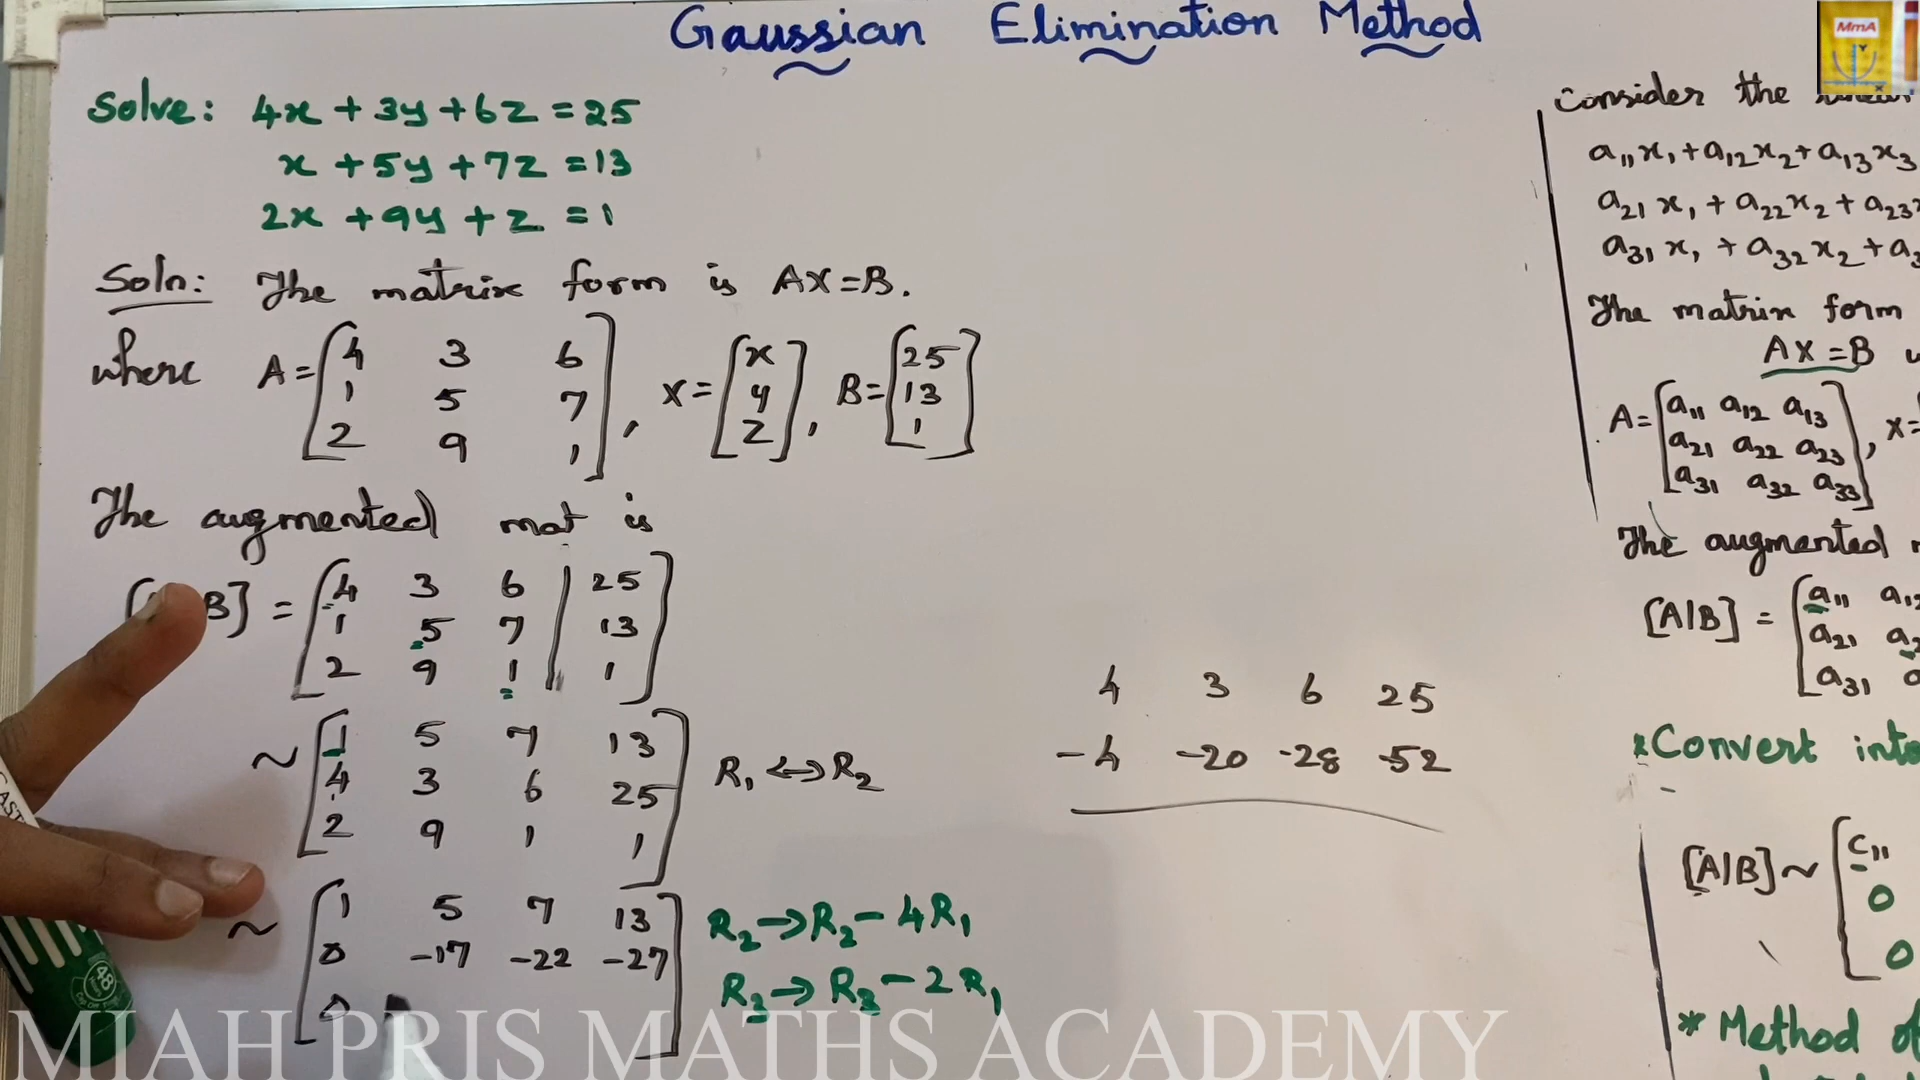 Gaussian Elimination Method
MmA
Solve: 4x + 3y + 6z = 25
x + 5y + 7z = 13
2x + 9y + z = 1
Soln: The matrix form is AX = B.
where A = [4 3 6
1 5 7
2 9 1], X = [x
y
z], B = [25
13
1]
The augmented mat is
B] = [4 3 6 | 25
1 5 7 | 13
2 9 1 | 1]
~ [1 5 7 13
4 3 6 25
2 9 1 1] R₁ ↔ R₂
~ [1 5 7 13
0 -17 -22 -27
0 R₂ → R₂ - 4R₁
R₃ → R₃ - 2R₁
4 3 6 25
-4 -20 -28 -52
consider the
a₁₁x₁ + a₁₂x₂ + a₁₃x₃
a₂₁x₁ + a₂₂x₂ + a₂₃
a₃₁x₁ + a₃₂x₂ + a
The matrix form
AX = B
A = [a₁₁ a₁₂ a₁₃
a₂₁ a₂₂ a₂₃
a₃₁ a₃₂ a₃₃], X =
The augmented
[A|B] = [a₁₁ a₁₂
a₂₁ a₂
a₃₁ a
*Convert into
[A|B] ~ [c₁₁
0
0
* Method of
MIAH PRIS MATHS ACADEMY